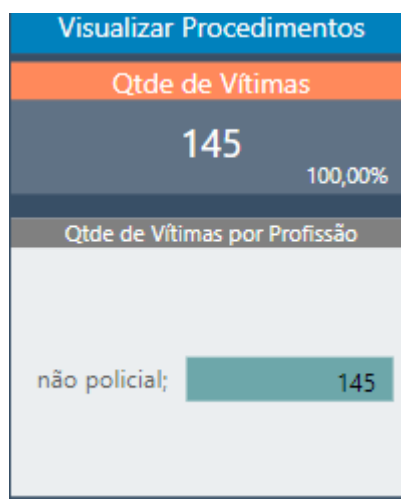 Visualizar Procedimentos
Qtde de Vítimas
145
100,00%
Qtde de Vítimas por Profissão
não policial; 145